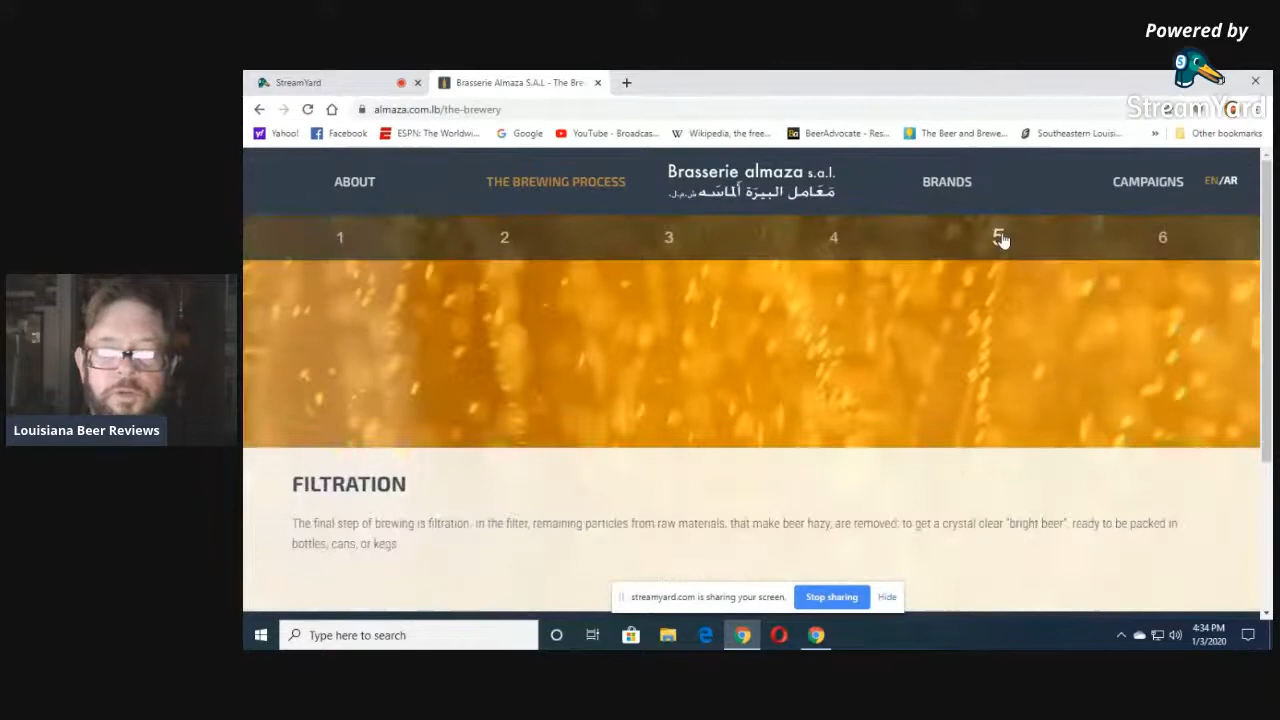 Powered by
StreamYard
StreamYard
Brasserie Almaza S.A.L - The Bre
almaza.com.lb/the-brewery
Yahoo!
Facebook
ESPN: The Worldwi...
Google
YouTube - Broadcas...
Wikipedia, the free...
BeerAdvocate - Res...
The Beer and Brewe...
Southeastern Louisi...
Other bookmarks
ABOUT
THE BREWING PROCESS
Brasserie almaza s.a.l.
مَعَامل البيرَة ألماسَه ش.م.ل.
BRANDS
CAMPAIGNS
EN/AR
1 2 3 4 5 6
Louisiana Beer Reviews
FILTRATION
The final step of brewing is filtration. In the filter, remaining particles from raw materials, that make beer hazy, are removed: to get a crystal clear "bright beer", ready to be packed in
bottles, cans, or kegs
streamyard.com is sharing your screen.
Stop sharing
Hide
Type here to search
4:34 PM
1/3/2020